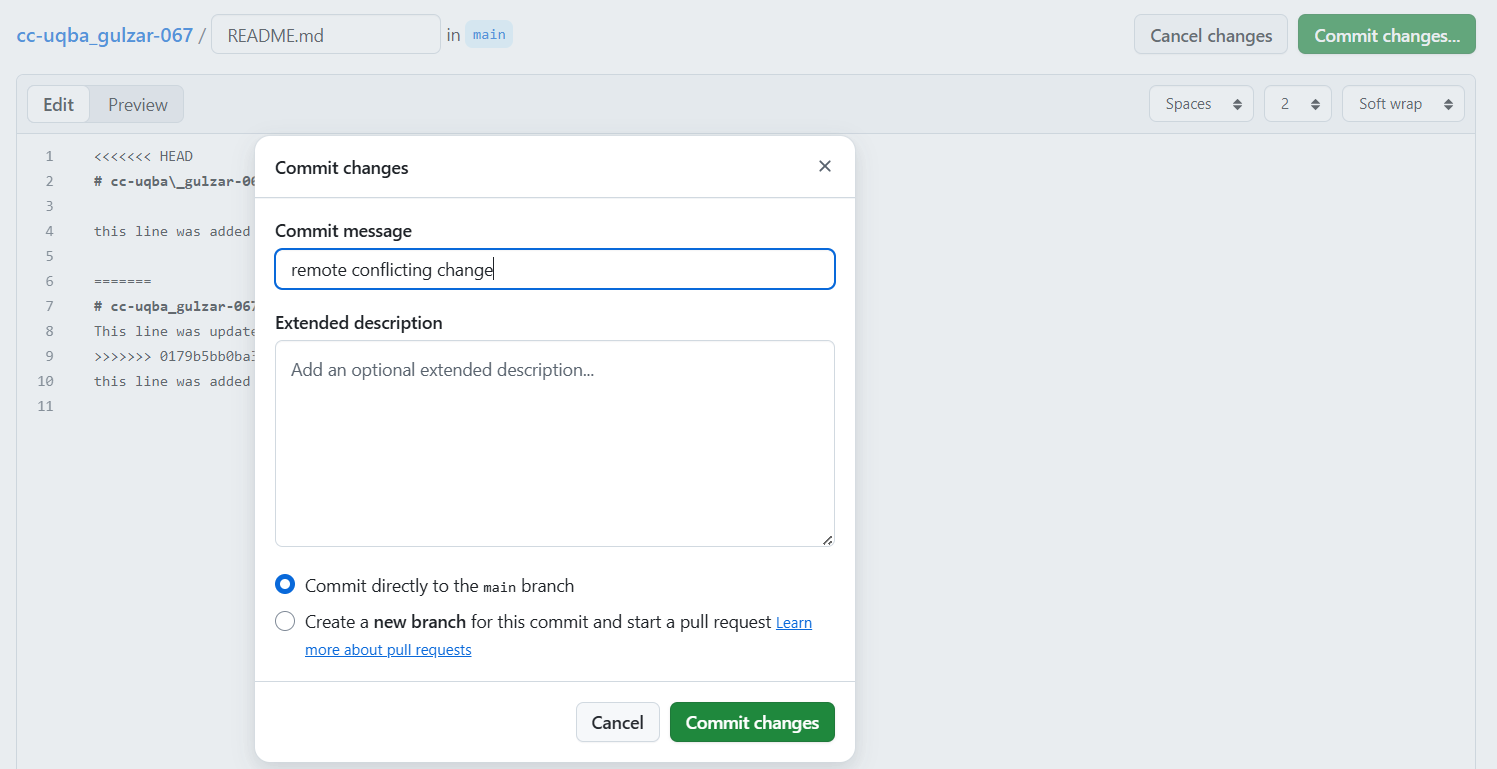 cc-uqba_gulzar-067 / README.md in main Cancel changes Commit changes...
Edit Preview Spaces 2 Soft wrap
1 <<<<<<< HEAD
2 # cc-uqba\_gulzar-06
3
4 this line was added
5
6 =======
7 # cc-uqba_gulzar-067
8 This line was update
9 >>>>>>> 0179b5bb0ba3
10 this line was added
11
Commit changes
Commit message
remote conflicting change
Extended description
Add an optional extended description...
Commit directly to the main branch
Create a new branch for this commit and start a pull request Learn
more about pull requests
Cancel Commit changes